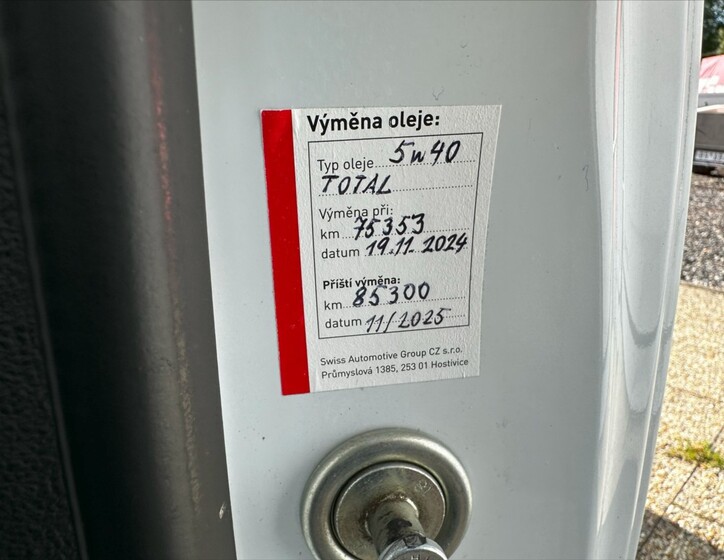 Výměna oleje:
Typ oleje 5w40
TOTAL
Výměna při:
km 75353
datum 19.11. 2024
Příští výměna:
km 85300
datum 11/2025
Swiss Automotive Group CZ s.r.o.
Průmyslová 1385, 253 01 Hostivice